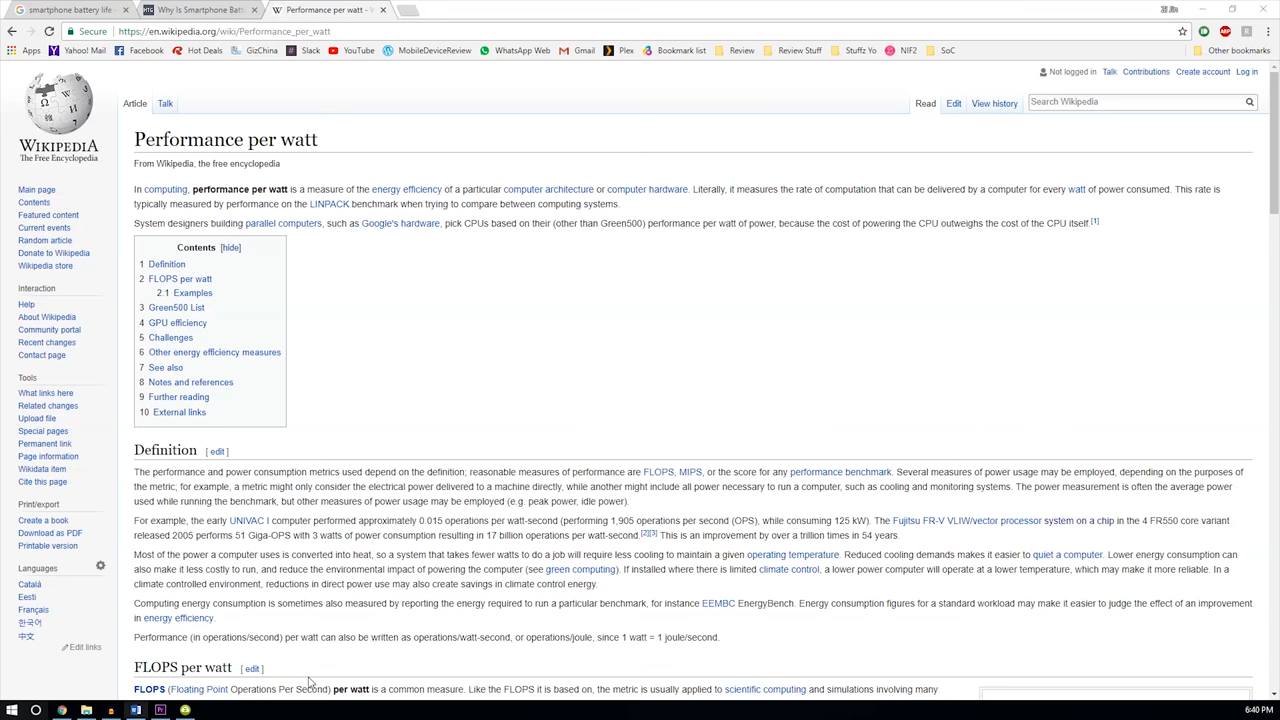 smartphone battery life -
Why Is Smartphone Batt
Performance per watt - V
Secure
https://en.wikipedia.org/wiki/Performance_per_watt
Apps
Yahoo! Mail
Facebook
Hot Deals
GizChina
Slack
YouTube
MobileDeviceReview
WhatsApp Web
Gmail
Plex
Bookmark list
Review
Review Stuff
Stuffz Yo
NIF2
SoC
Other bookmarks
Not logged in Talk Contributions Create account Log in
WIKIPEDIA
The Free Encyclopedia
Article Talk
Read Edit View history
Search Wikipedia
Main page
Contents
Featured content
Current events
Random article
Donate to Wikipedia
Wikipedia store
Interaction
Help
About Wikipedia
Community portal
Recent changes
Contact page
Tools
What links here
Related changes
Upload file
Special pages
Permanent link
Page information
Wikidata item
Cite this page
Print/export
Create a book
Download as PDF
Printable version
Languages
Català
Eesti
Français
한국어
中文
Edit links
Performance per watt
From Wikipedia, the free encyclopedia
In computing, performance per watt is a measure of the energy efficiency of a particular computer architecture or computer hardware. Literally, it measures the rate of computation that can be delivered by a computer for every watt of power consumed. This rate is
typically measured by performance on the LINPACK benchmark when trying to compare between computing systems.
System designers building parallel computers, such as Google's hardware, pick CPUs based on their (other than Green500) performance per watt of power, because the cost of powering the CPU outweighs the cost of the CPU itself.[1]
Contents [hide]
1 Definition
2 FLOPS per watt
2.1 Examples
3 Green500 List
4 GPU efficiency
5 Challenges
6 Other energy efficiency measures
7 See also
8 Notes and references
9 Further reading
10 External links
Definition [ edit ]
The performance and power consumption metrics used depend on the definition; reasonable measures of performance are FLOPS, MIPS, or the score for any performance benchmark. Several measures of power usage may be employed, depending on the purposes of
the metric; for example, a metric might only consider the electrical power delivered to a machine directly, while another might include all power necessary to run a computer, such as cooling and monitoring systems. The power measurement is often the average power
used while running the benchmark, but other measures of power usage may be employed (e.g. peak power, idle power).
For example, the early UNIVAC I computer performed approximately 0.015 operations per watt-second (performing 1,905 operations per second (OPS), while consuming 125 kW). The Fujitsu FR-V VLIW/vector processor system on a chip in the 4 FR550 core variant
released 2005 performs 51 Giga-OPS with 3 watts of power consumption resulting in 17 billion operations per watt-second.[2][3] This is an improvement by over a trillion times in 54 years.
Most of the power a computer uses is converted into heat, so a system that takes fewer watts to do a job will require less cooling to maintain a given operating temperature. Reduced cooling demands makes it easier to quiet a computer. Lower energy consumption can
also make it less costly to run, and reduce the environmental impact of powering the computer (see green computing). If installed where there is limited climate control, a lower power computer will operate at a lower temperature, which may make it more reliable. In a
climate controlled environment, reductions in direct power use may also create savings in climate control energy.
Computing energy consumption is sometimes also measured by reporting the energy required to run a particular benchmark, for instance EEMBC EnergyBench. Energy consumption figures for a standard workload may make it easier to judge the effect of an improvement
in energy efficiency.
Performance (in operations/second) per watt can also be written as operations/watt-second, or operations/joule, since 1 watt = 1 joule/second.
FLOPS per watt [ edit ]
FLOPS (Floating Point Operations Per Second) per watt is a common measure. Like the FLOPS it is based on, the metric is usually applied to scientific computing and simulations involving many
6:40 PM